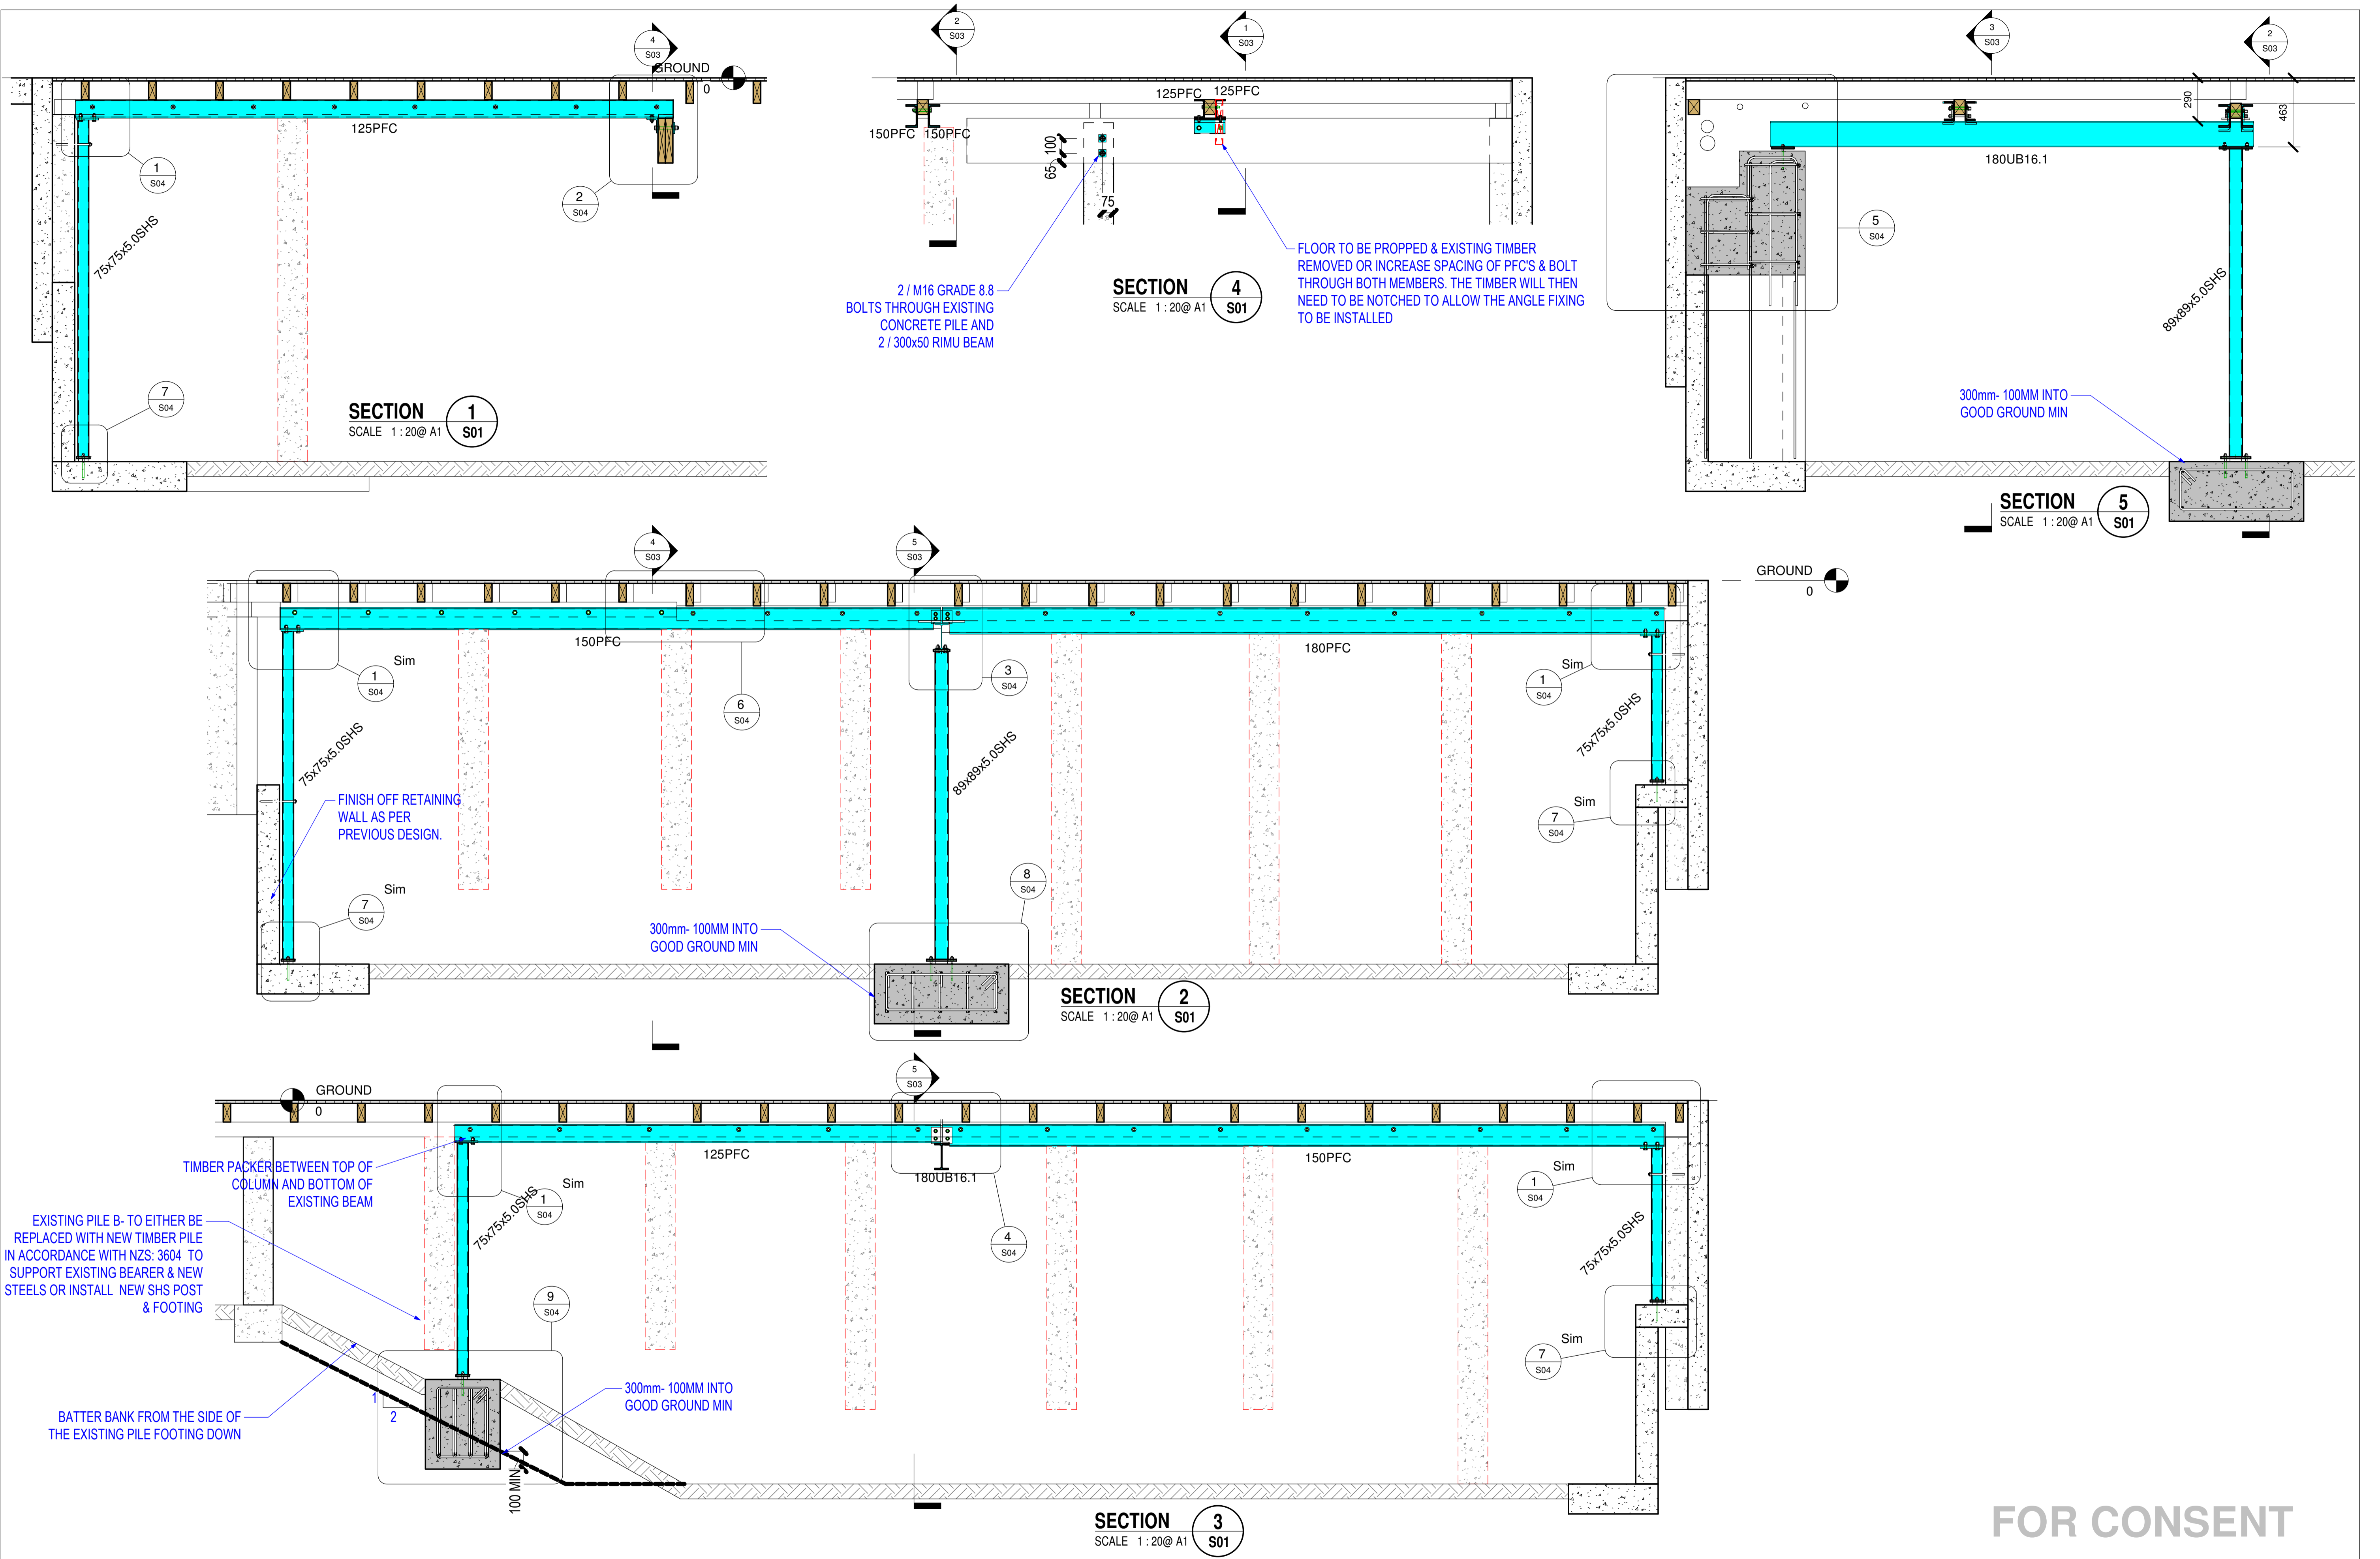 4
S03
GROUND
0
125PFC
1
S04
2
S04
75x75x5.0SHS
7
S04
SECTION 1
SCALE 1 : 20@ A1 S01
2
S03
1
S03
125PFC 125PFC
150PFC 150PFC
100
65
75
2 / M16 GRADE 8.8
BOLTS THROUGH EXISTING
CONCRETE PILE AND
2 / 300x50 RIMU BEAM
SECTION 4
SCALE 1 : 20@ A1 S01
FLOOR TO BE PROPPED & EXISTING TIMBER
REMOVED OR INCREASE SPACING OF PFC'S & BOLT
THROUGH BOTH MEMBERS. THE TIMBER WILL THEN
NEED TO BE NOTCHED TO ALLOW THE ANGLE FIXING
TO BE INSTALLED
3
S03
2
S03
290
463
180UB16.1
5
S04
89x89x5.0SHS
300mm- 100MM INTO
GOOD GROUND MIN
SECTION 5
SCALE 1 : 20@ A1 S01
4
S03
5
S03
GROUND
0
150PFC
180PFC
Sim
1
S04
6
S04
3
S04
Sim
1
S04
75x75x5.0SHS
89x89x5.0SHS
75x75x5.0SHS
FINISH OFF RETAINING
WALL AS PER
PREVIOUS DESIGN.
Sim
7
S04
Sim
7
S04
8
S04
300mm- 100MM INTO
GOOD GROUND MIN
SECTION 2
SCALE 1 : 20@ A1 S01
5
S03
GROUND
0
125PFC
180UB16.1
150PFC
TIMBER PACKER BETWEEN TOP OF
COLUMN AND BOTTOM OF
EXISTING BEAM
Sim
1
S04
75x75x5.0SHS
4
S04
Sim
1
S04
75x75x5.0SHS
EXISTING PILE B- TO EITHER BE
REPLACED WITH NEW TIMBER PILE
IN ACCORDANCE WITH NZS: 3604 TO
SUPPORT EXISTING BEARER & NEW
STEELS OR INSTALL NEW SHS POST
& FOOTING
9
S04
Sim
7
S04
1
2
300mm- 100MM INTO
GOOD GROUND MIN
BATTER BANK FROM THE SIDE OF
THE EXISTING PILE FOOTING DOWN
100 MIN
SECTION 3
SCALE 1 : 20@ A1 S01
FOR CONSENT